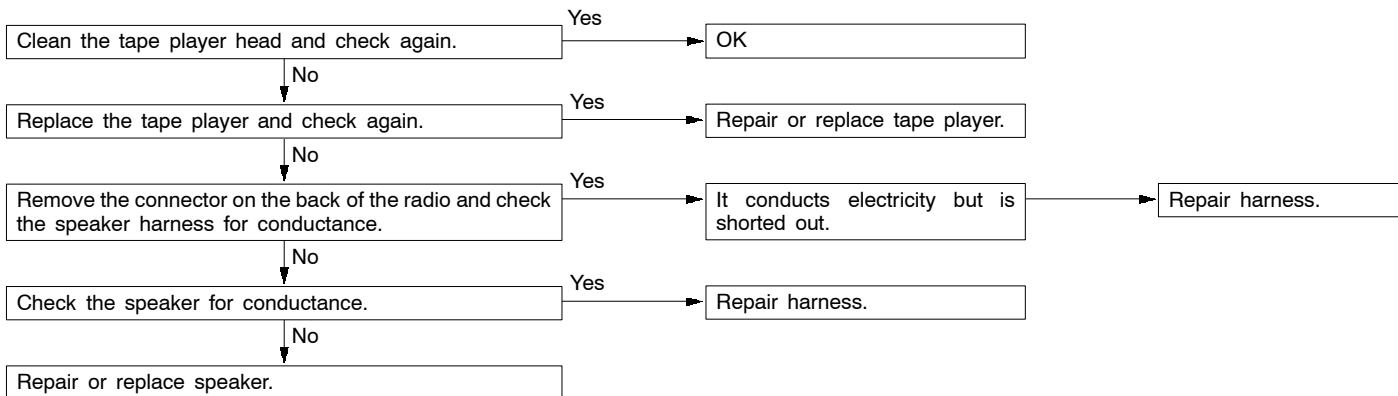 Yes
Clean the tape player head and check again.
OK
No
Yes
Replace the tape player and check again.
Repair or replace tape player.
No
Remove the connector on the back of the radio and check
the speaker harness for conductance.
Yes
It conducts electricity but is
shorted out.
Repair harness.
No
Yes
Check the speaker for conductance.
Repair harness.
No
Repair or replace speaker.